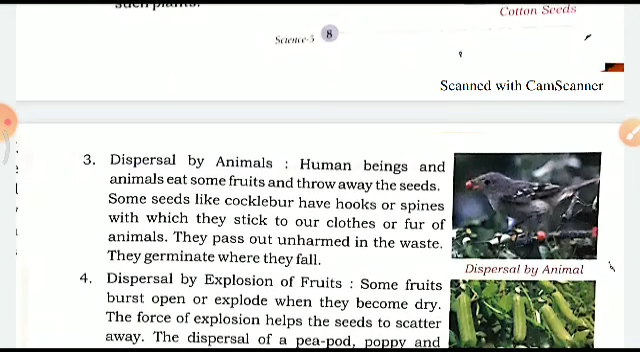 such plants.
Cotton Seeds
Science-5 8
Scanned with CamScanner
3. Dispersal by Animals : Human beings and
animals eat some fruits and throw away the seeds.
Some seeds like cocklebur have hooks or spines
with which they stick to our clothes or fur of
animals. They pass out unharmed in the waste.
They germinate where they fall.
Dispersal by Animal
4. Dispersal by Explosion of Fruits : Some fruits
burst open or explode when they become dry.
The force of explosion helps the seeds to scatter
away. The dispersal of a pea-pod, poppy and